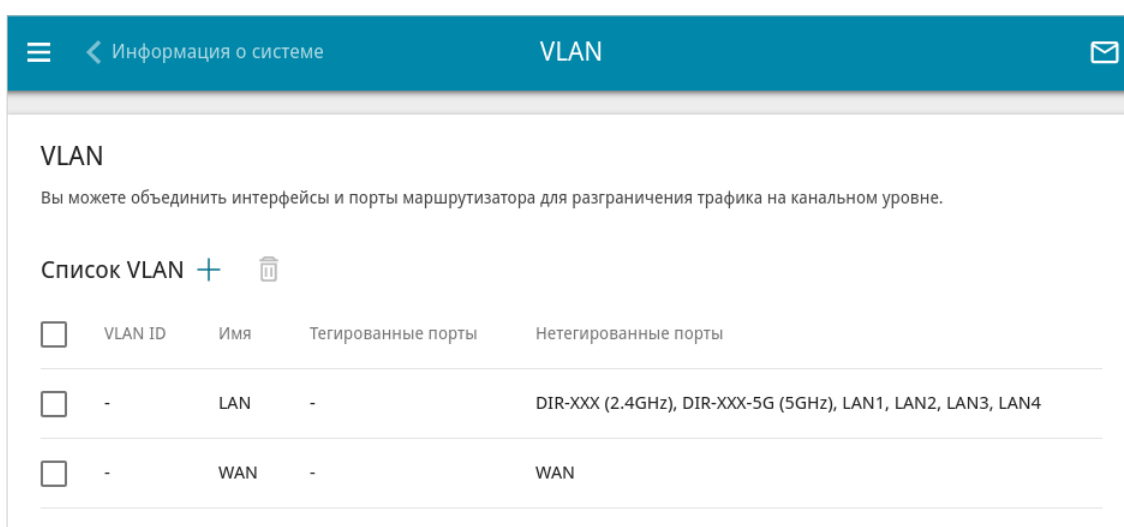 Информация о системе VLAN
VLAN
Вы можете объединить интерфейсы и порты маршрутизатора для разграничения трафика на канальном уровне.
Список VLAN
VLAN ID Имя Тегированные порты Нетегированные порты
- LAN - DIR-XXX (2.4GHz), DIR-XXX-5G (5GHz), LAN1, LAN2, LAN3, LAN4
- WAN - WAN